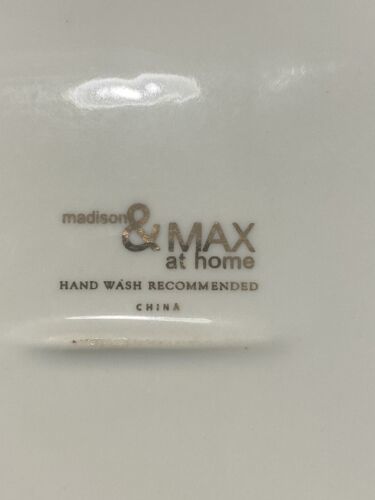 madison & MAX
at home
HAND WASH RECOMMENDED
CHINA